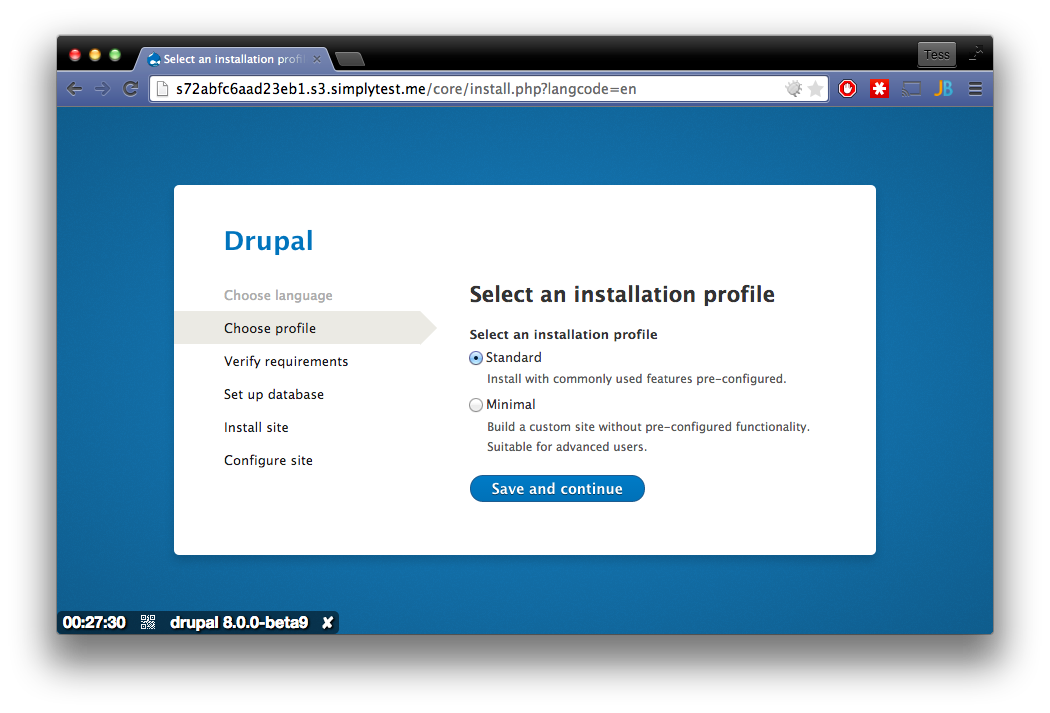 Select an installation profi
Tess
s72abfc6aad23eb1.s3.simplytest.me/core/install.php?langcode=en
JB
Drupal
Choose language
Choose profile
Verify requirements
Set up database
Install site
Configure site
Select an installation profile
Select an installation profile
Standard
Install with commonly used features pre-configured.
Minimal
Build a custom site without pre-configured functionality.
Suitable for advanced users.
Save and continue
00:27:30 drupal 8.0.0-beta9 ✘